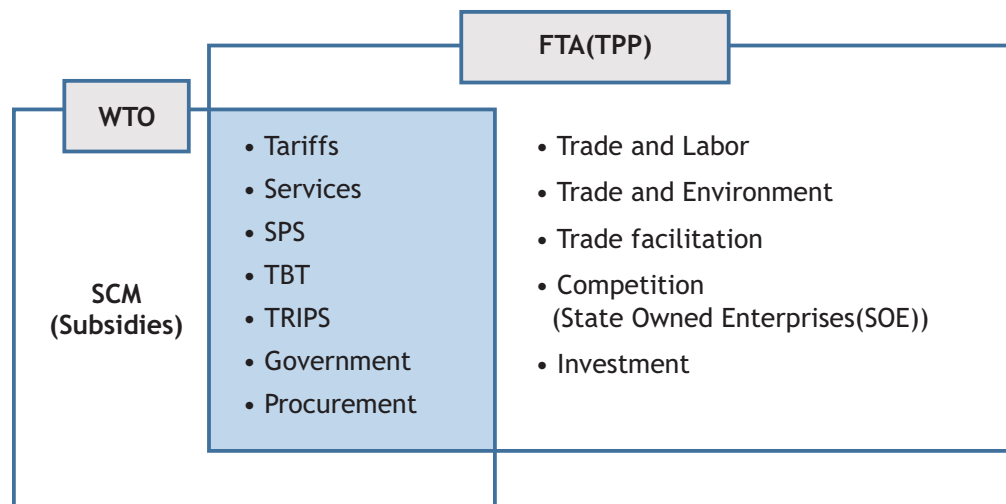 FTA(TPP)
WTO
SCM
(Subsidies)
• Tariffs
• Services
• SPS
• TBT
• TRIPS
• Government
• Procurement
• Trade and Labor
• Trade and Environment
• Trade facilitation
• Competition
(State Owned Enterprises(SOE))
• Investment